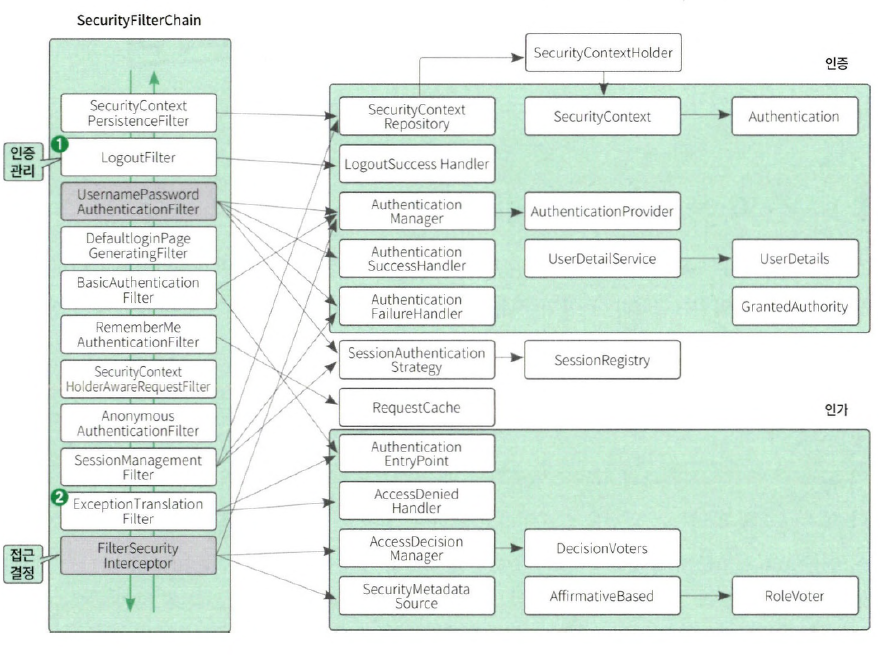 SecurityFilterChain
SecurityContext
PersistenceFilter
1
LogoutFilter
인증
관리
UsernamePassword
AuthenticationFilter
DefaultloginPage
GeneratingFilter
BasicAuthentication
Filter
RememberMe
AuthenticationFilter
SecurityContext
HolderAwareRequestFilter
Anonymous
AuthenticationFilter
SessionManagement
Filter
2
ExceptionTranslation
Filter
접근
결정
FilterSecurity
Interceptor
SecurityContextHolder
인증
SecurityContext
Repository
SecurityContext
Authentication
LogoutSuccess Handler
Authentication
Manager
AuthenticationProvider
Authentication
SuccessHandler
UserDetailService
UserDetails
Authentication
FailureHandler
GrantedAuthority
SessionAuthentication
Strategy
SessionRegistry
RequestCache
인가
Authentication
EntryPoint
AccessDenied
Handler
AccessDecision
Manager
DecisionVoters
SecurityMetadata
Source
AffirmativeBased
RoleVoter